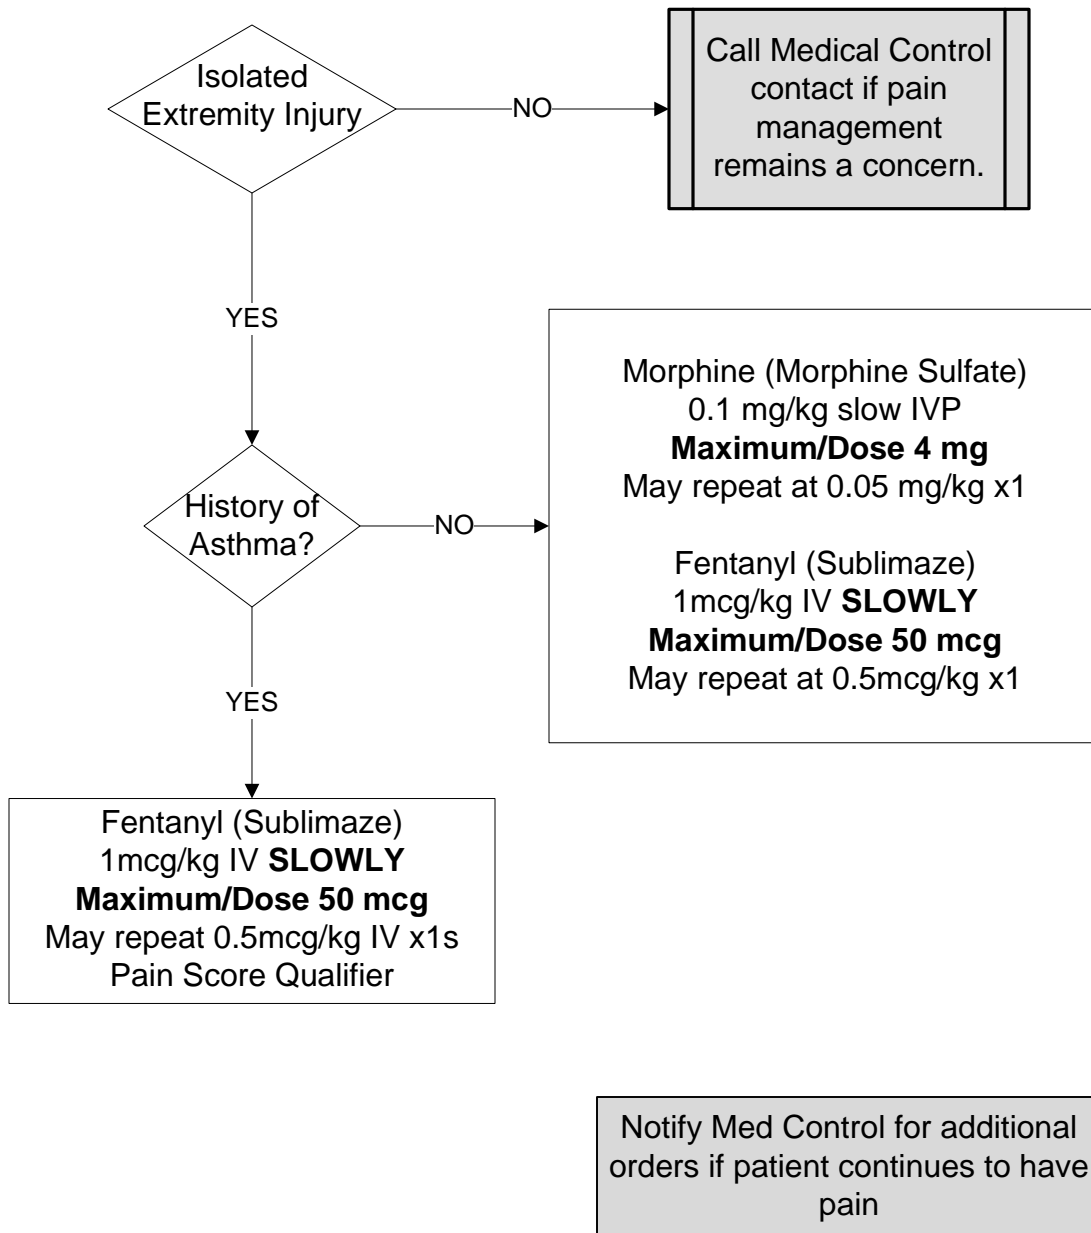 Isolated
Extremity Injury
NO
Call Medical Control
contact if pain
management
remains a concern.
YES
History of
Asthma?
NO
Morphine (Morphine Sulfate)
0.1 mg/kg slow IVP
Maximum/Dose 4 mg
May repeat at 0.05 mg/kg x1
Fentanyl (Sublimaze)
1mcg/kg IV SLOWLY
Maximum/Dose 50 mcg
May repeat at 0.5mcg/kg x1
YES
Fentanyl (Sublimaze)
1mcg/kg IV SLOWLY
Maximum/Dose 50 mcg
May repeat 0.5mcg/kg IV x1s
Pain Score Qualifier
Notify Med Control for additional
orders if patient continues to have
pain